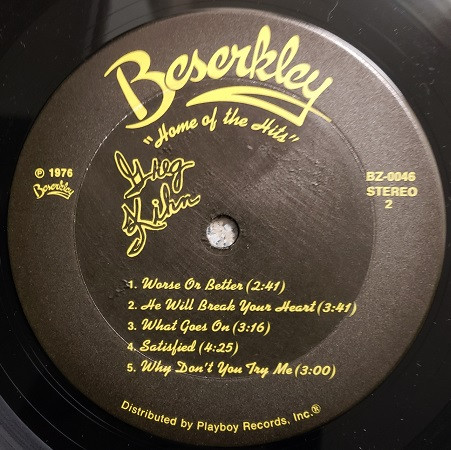 Beserkley
"Home of the Hits"
℗ 1976
Beserkley
Greg
Kihn
BZ-0046
STEREO
2
1. Worse Or Better (2:41)
2. He Will Break Your Heart (3:41)
3. What Goes On (3:16)
4. Satisfied (4:25)
5. Why Don't You Try Me (3:00)
Distributed by Playboy Records, Inc.®